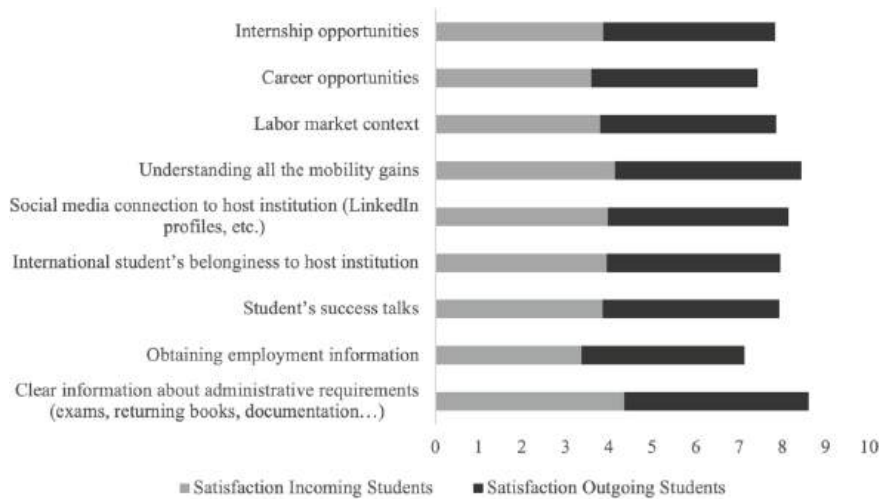 Internship opportunities
Career opportunities
Labor market context
Understanding all the mobility gains
Social media connection to host institution (LinkedIn
profiles, etc.)
International student's belonginess to host institution
Student's success talks
Obtaining employment information
Clear information about administrative requirements
(exams, returning books, documentation…)
0 1 2 3 4 5 6 7 8 9 10
Satisfaction Incoming Students Satisfaction Outgoing Students